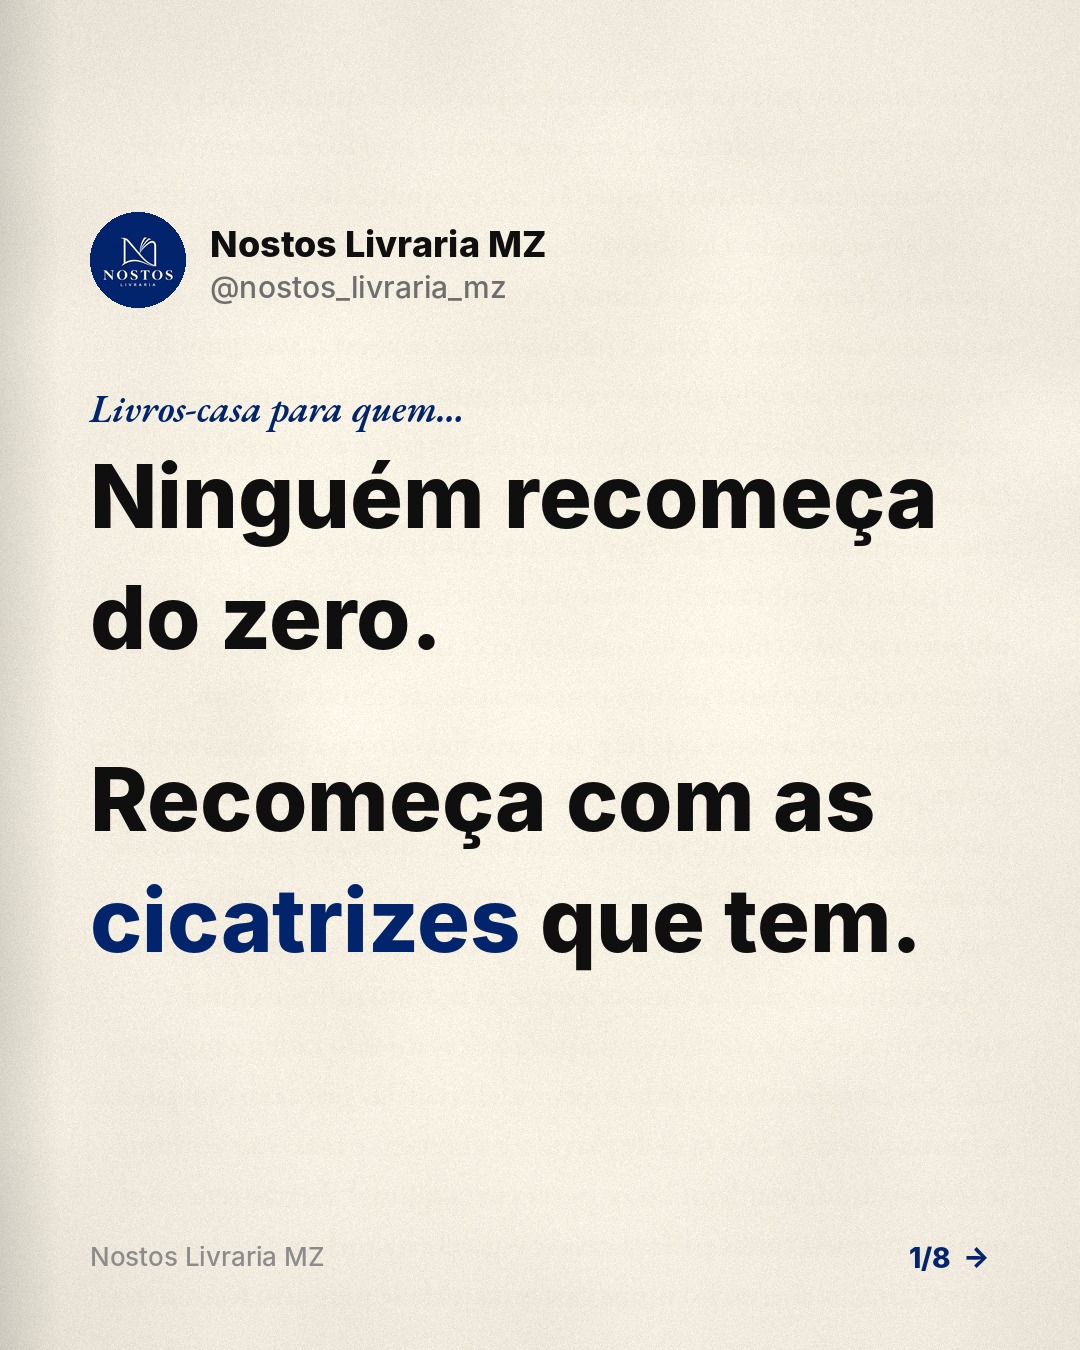 NOSTOS
LIVRARIA
Nostos Livraria MZ
@nostos_livraria_mz
Livros-casa para quem...
Ninguém recomeça
do zero.
Recomeça com as
cicatrizes que tem.
Nostos Livraria MZ
1/8 →